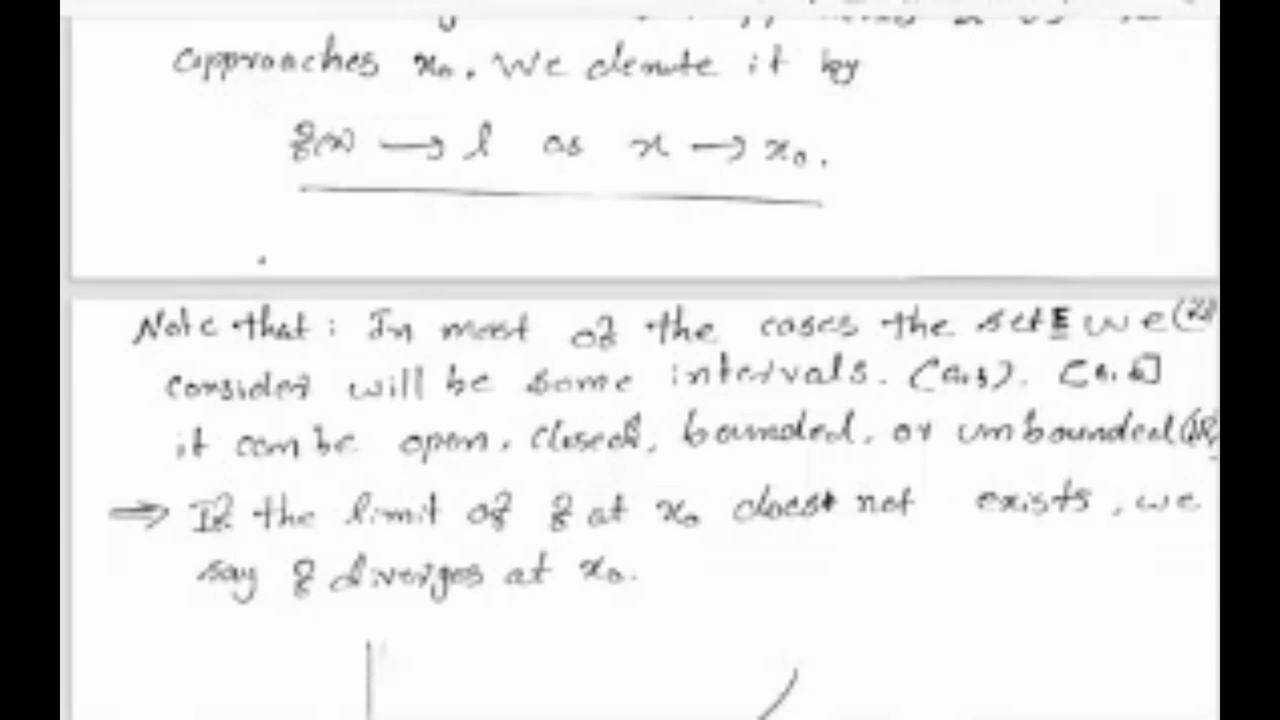 approaches x₀. We denote it by
f(x) → l as x → x₀.
Note that: In most of the cases the set E we
consider will be some intervals. (a,b). [a,b]
it can be open, closed, bounded, or unbounded (ℝ)
⇒ If the limit of f at x₀ does not exists, we
say f diverges at x₀.